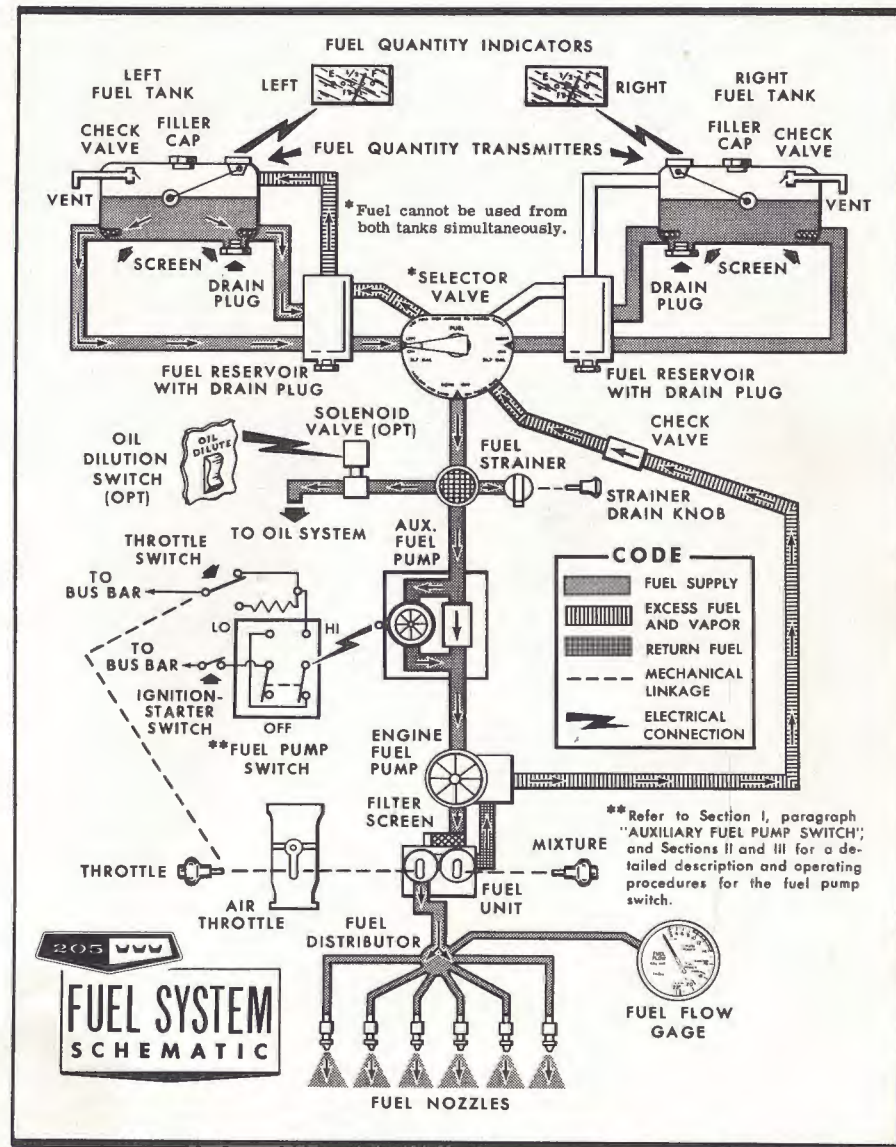 FUEL QUANTITY INDICATORS
LEFT
FUEL TANK
LEFT
RIGHT
RIGHT
FUEL TANK
CHECK
VALVE
FILLER
CAP
FUEL QUANTITY TRANSMITTERS
FILLER
CAP
CHECK
VALVE
VENT
VENT
*Fuel cannot be used from
both tanks simultaneously.
SCREEN
DRAIN
PLUG
*SELECTOR
VALVE
DRAIN
PLUG
SCREEN
FUEL
FUEL RESERVOIR
WITH DRAIN PLUG
FUEL RESERVOIR
WITH DRAIN PLUG
OIL
DILUTION
SWITCH
(OPT)
OIL
DILUTE
SOLENOID
VALVE (OPT)
FUEL
STRAINER
CHECK
VALVE
STRAINER
DRAIN KNOB
TO OIL SYSTEM
THROTTLE
SWITCH
AUX.
FUEL
PUMP
TO
BUS BAR
LO
HI
TO
BUS BAR
IGNITION-
STARTER
SWITCH
OFF
**FUEL PUMP
SWITCH
CODE
FUEL SUPPLY
EXCESS FUEL
AND VAPOR
RETURN FUEL
MECHANICAL
LINKAGE
ELECTRICAL
CONNECTION
ENGINE
FUEL
PUMP
FILTER
SCREEN
**Refer to Section I, paragraph
"AUXILIARY FUEL PUMP SWITCH",
and Sections II and III for a de-
tailed description and operating
procedures for the fuel pump
switch.
THROTTLE
AIR
THROTTLE
MIXTURE
FUEL
UNIT
FUEL
DISTRIBUTOR
FUEL FLOW
GAGE
205
FUEL SYSTEM
SCHEMATIC
FUEL NOZZLES